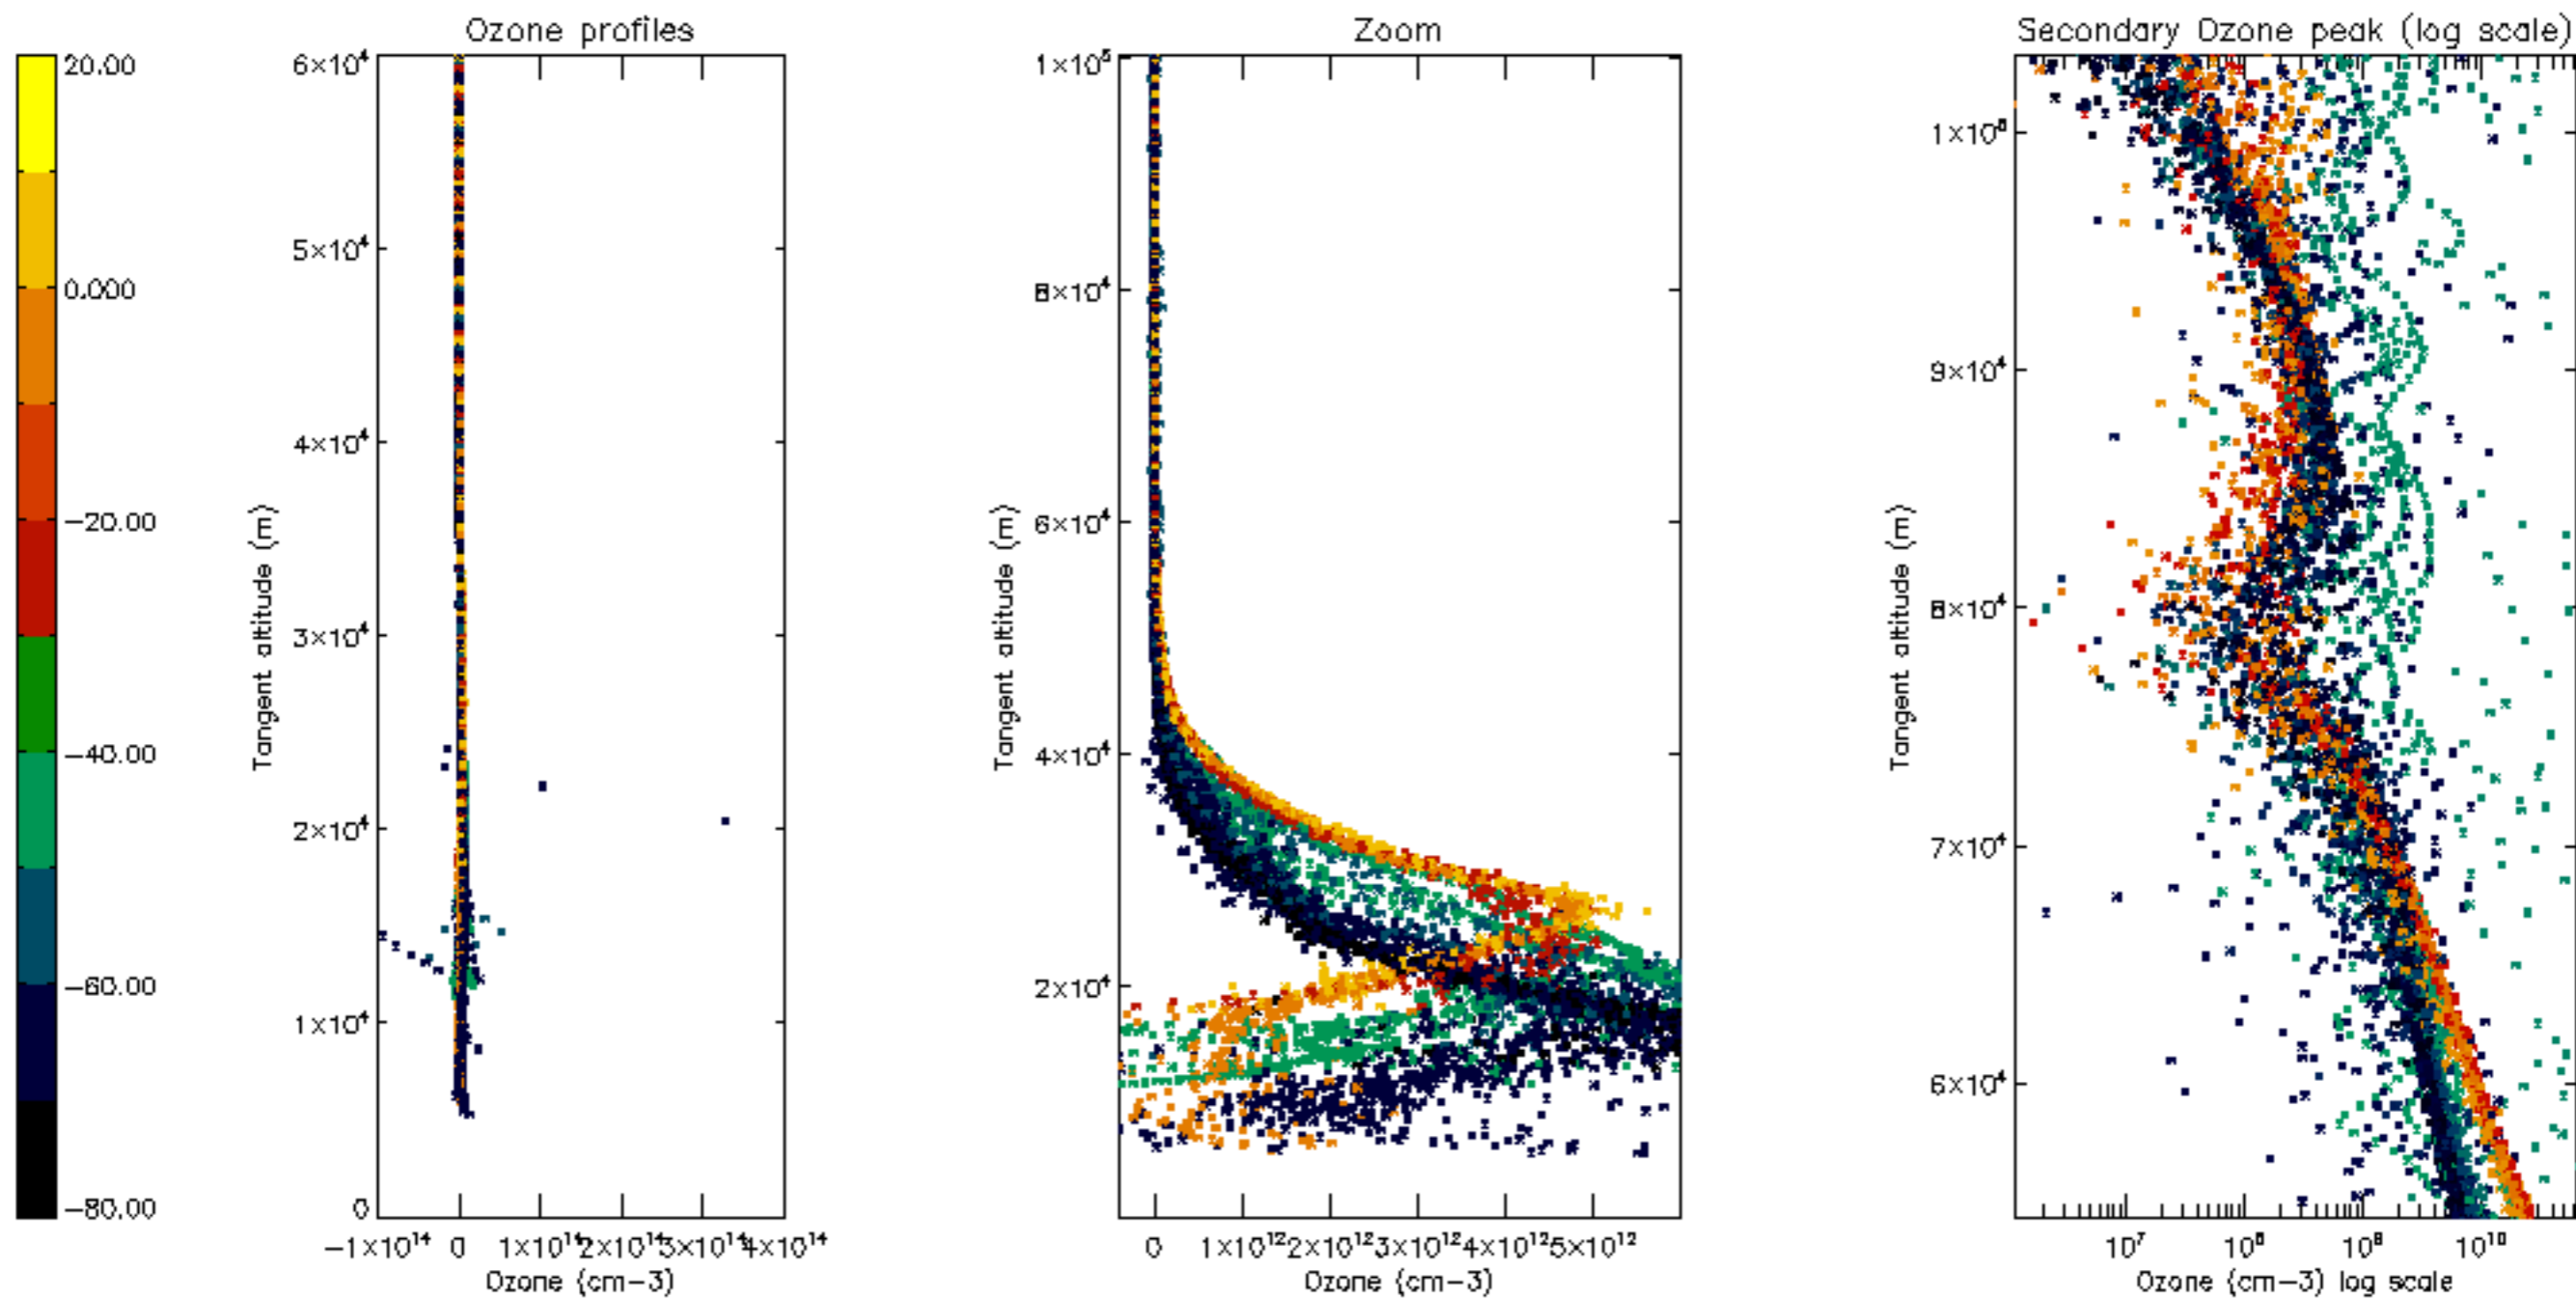 Ozone profiles
Zoom
Secondary Ozone peak (log scale)
20.00
0.000
−20.00
−40.00
−60.00
−80.00
Tangent altitude (m)
6×10⁴
5×10⁴
4×10⁴
3×10⁴
2×10⁴
1×10⁴
0
−1×10¹⁴ 0 1×10¹⁴ 2×10¹⁴ 3×10¹⁴ 4×10¹⁴
Ozone (cm−3)
Tangent altitude (m)
1×10⁵
8×10⁴
6×10⁴
4×10⁴
2×10⁴
0 1×10¹² 2×10¹² 3×10¹² 4×10¹² 5×10¹²
Ozone (cm−3)
Tangent altitude (m)
1×10⁵
9×10⁴
8×10⁴
7×10⁴
6×10⁴
10⁷ 10⁸ 10⁹ 10¹⁰
Ozone (cm−3) log scale